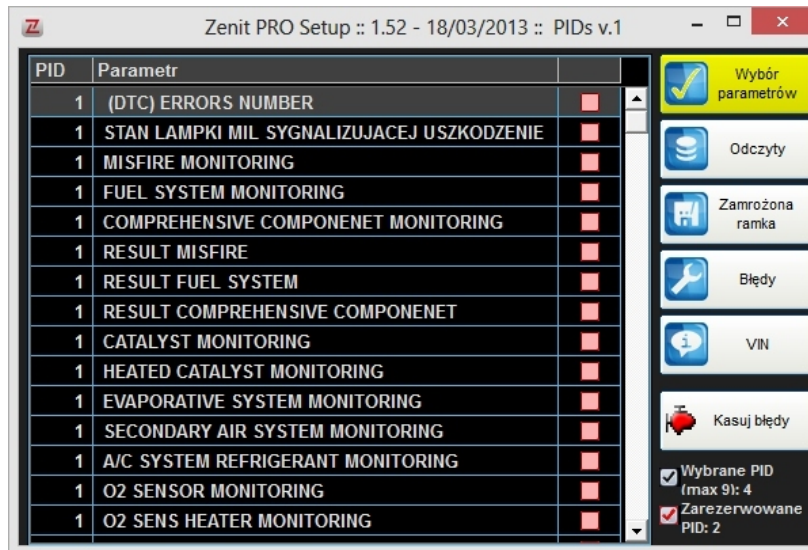 Zenit PRO Setup :: 1.52 - 18/03/2013 :: PIDs v.1
PID Parametr
1 (DTC) ERRORS NUMBER
1 STAN LAMPKI MIL SYGNALIZUJACEJ USZKODZENIE
1 MISFIRE MONITORING
1 FUEL SYSTEM MONITORING
1 COMPREHENSIVE COMPONENET MONITORING
1 RESULT MISFIRE
1 RESULT FUEL SYSTEM
1 RESULT COMPREHENSIVE COMPONENET
1 CATALYST MONITORING
1 HEATED CATALYST MONITORING
1 EVAPORATIVE SYSTEM MONITORING
1 SECONDARY AIR SYSTEM MONITORING
1 A/C SYSTEM REFRIGERANT MONITORING
1 O2 SENSOR MONITORING
1 O2 SENS HEATER MONITORING
Wybór
parametrów
Odczyty
Zamrożona
ramka
Błędy
VIN
Kasuj błędy
Wybrane PID
(max 9): 4
Zarezerwowane
PID: 2